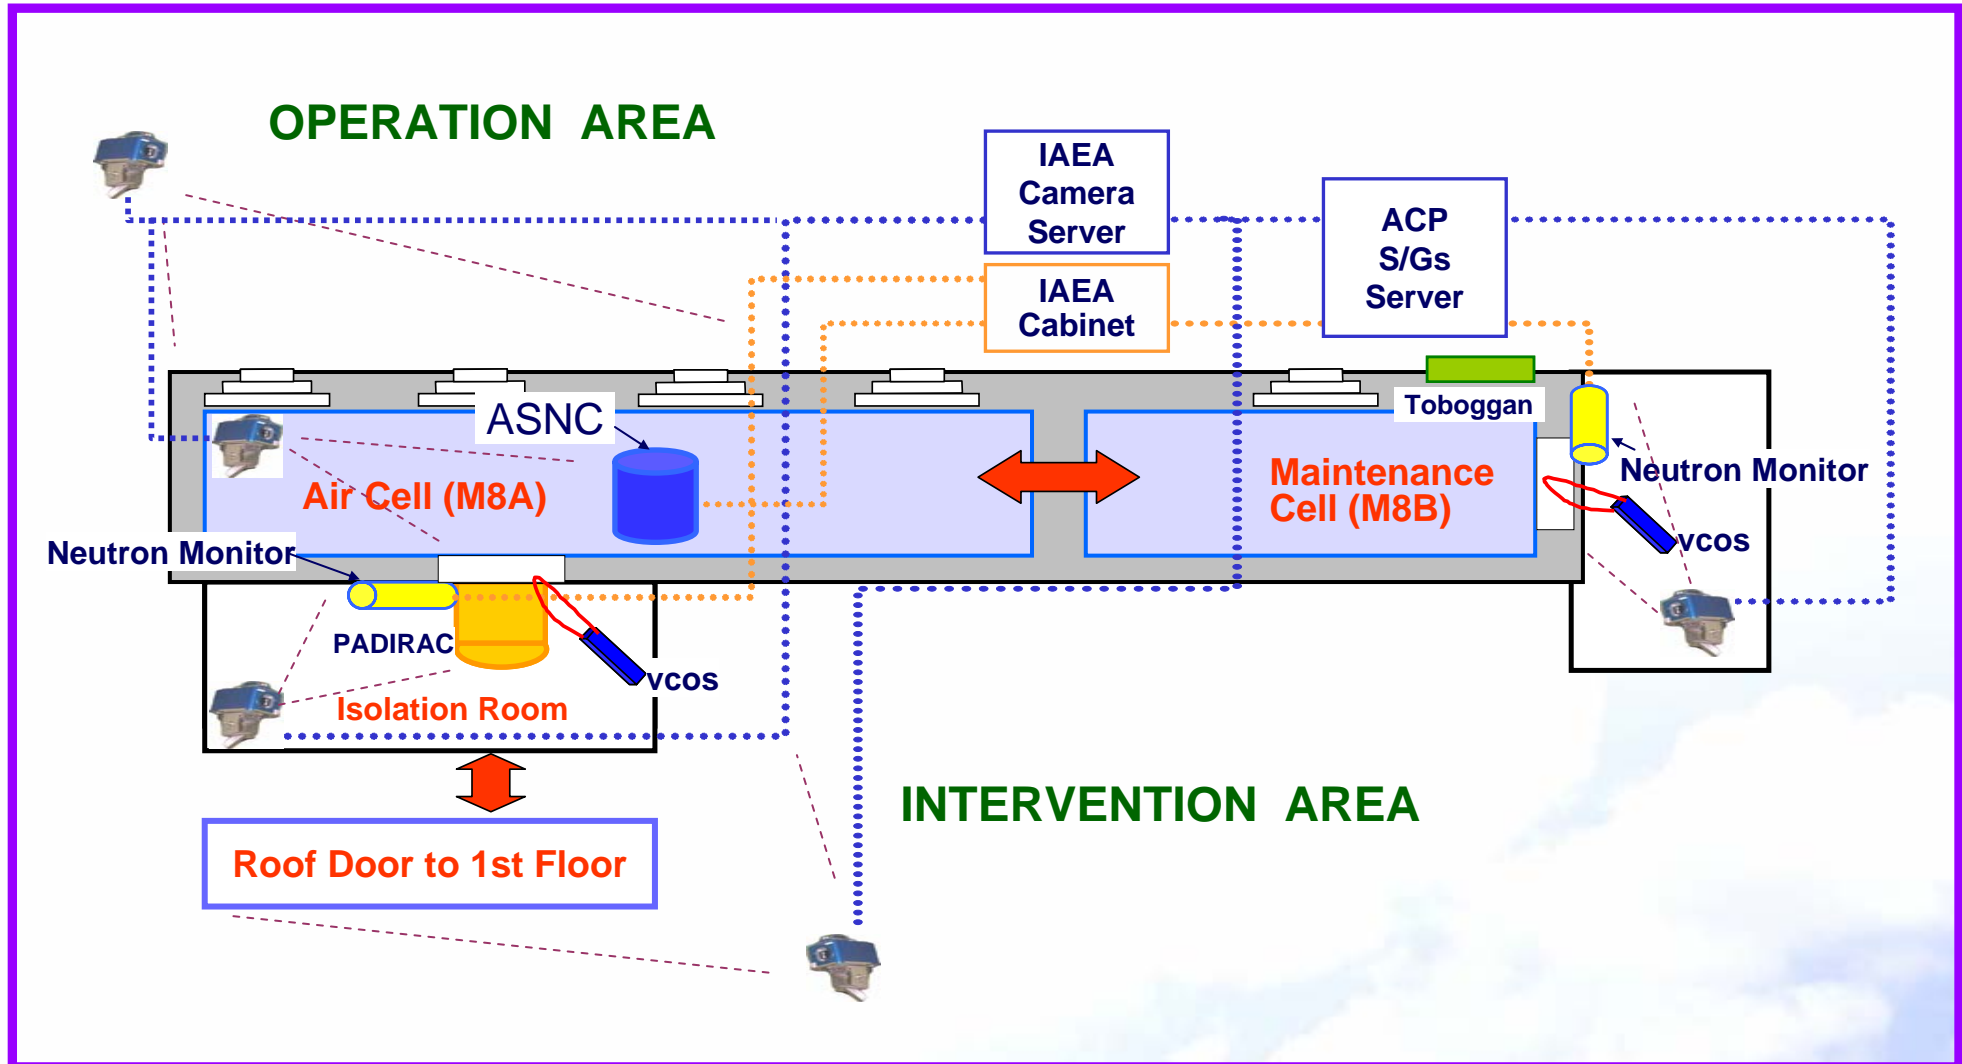 OPERATION AREA
IAEA
Camera
Server
ACP
S/Gs
Server
IAEA
Cabinet
Toboggan
ASNC
Neutron Monitor
Maintenance
Cell (M8B)
Air Cell (M8A)
vcos
Neutron Monitor
PADIRAC
vcos
Isolation Room
INTERVENTION AREA
Roof Door to 1st Floor